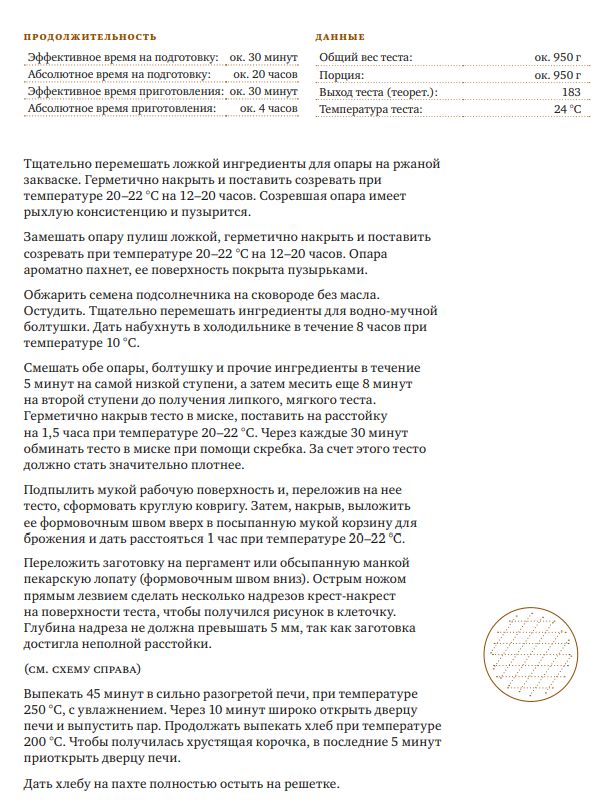 ПРОДОЛЖИТЕЛЬНОСТЬ
Эффективное время на подготовку: ок. 30 минут
Абсолютное время на подготовку: ок. 20 часов
Эффективное время приготовления: ок. 30 минут
Абсолютное время приготовления: ок. 4 часов
ДАННЫЕ
Общий вес теста: ок. 950 г
Порция: ок. 950 г
Выход теста (теорет.): 183
Температура теста: 24 °C
Тщательно перемешать ложкой ингредиенты для опары на ржаной
закваске. Герметично накрыть и поставить созревать при
температуре 20–22 °C на 12–20 часов. Созревшая опара имеет
рыхлую консистенцию и пузырится.
Замешать опару пулиш ложкой, герметично накрыть и поставить
созревать при температуре 20–22 °C на 12–20 часов. Опара
ароматно пахнет, ее поверхность покрыта пузырьками.
Обжарить семена подсолнечника на сковороде без масла.
Остудить. Тщательно перемешать ингредиенты для водно-мучной
болтушки. Дать набухнуть в холодильнике в течение 8 часов при
температуре 10 °C.
Смешать обе опары, болтушку и прочие ингредиенты в течение
5 минут на самой низкой ступени, а затем месить еще 8 минут
на второй ступени до получения липкого, мягкого теста.
Герметично накрыв тесто в миске, поставить на расстойку
на 1,5 часа при температуре 20–22 °C. Через каждые 30 минут
обминать тесто в миске при помощи скребка. За счет этого тесто
должно стать значительно плотнее.
Подпылить мукой рабочую поверхность и, переложив на нее
тесто, сформовать круглую ковригу. Затем, накрыв, выложить
ее формовочным швом вверх в посыпанную мукой корзину для
брожения и дать расстояться 1 час при температуре 20–22 °C.
Переложить заготовку на пергамент или обсыпанную манкой
пекарскую лопату (формовочным швом вниз). Острым ножом
прямым лезвием сделать несколько надрезов крест-накрест
на поверхности теста, чтобы получился рисунок в клеточку.
Глубина надреза не должна превышать 5 мм, так как заготовка
достигла неполной расстойки.
(СМ. СХЕМУ СПРАВА)
Выпекать 45 минут в сильно разогретой печи, при температуре
250 °C, с увлажнением. Через 10 минут широко открыть дверцу
печи и выпустить пар. Продолжать выпекать хлеб при температуре
200 °C. Чтобы получилась хрустящая корочка, в последние 5 минут
приоткрыть дверцу печи.
Дать хлебу на пахте полностью остыть на решетке.